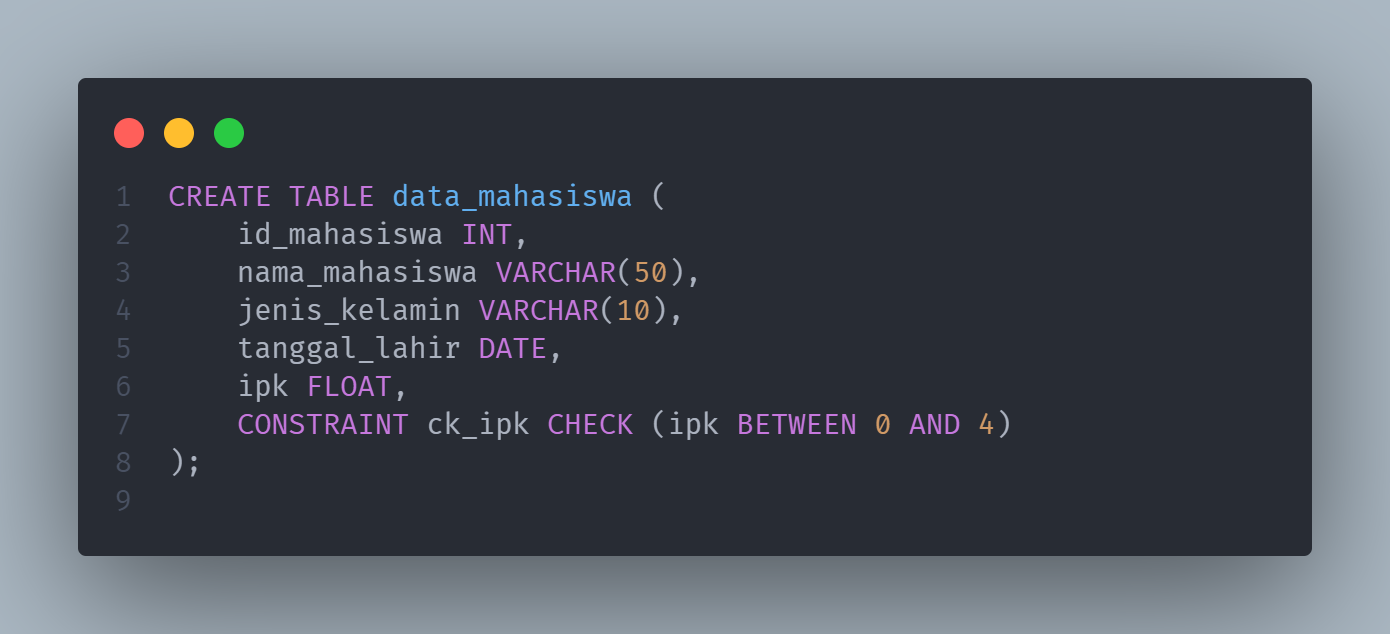 1 CREATE TABLE data_mahasiswa (
2     id_mahasiswa INT,
3     nama_mahasiswa VARCHAR(50),
4     jenis_kelamin VARCHAR(10),
5     tanggal_lahir DATE,
6     ipk FLOAT,
7     CONSTRAINT ck_ipk CHECK (ipk BETWEEN 0 AND 4)
8 );
9